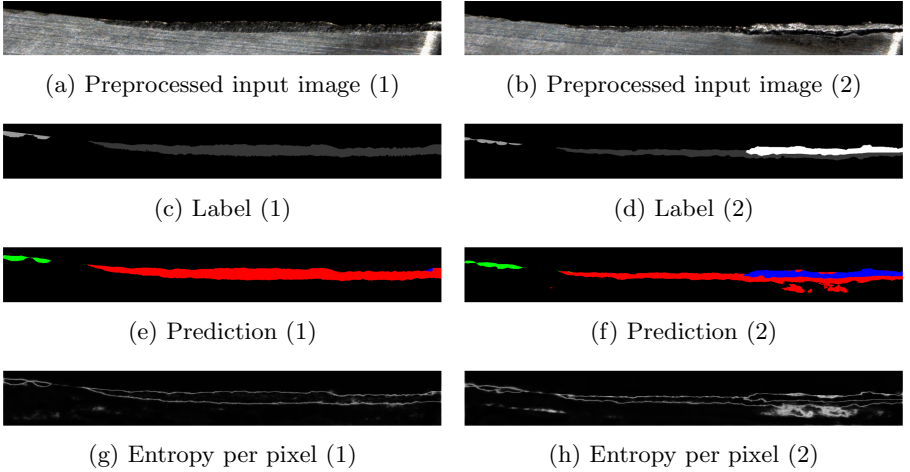 (a) Preprocessed input image (1)
(b) Preprocessed input image (2)
(c) Label (1)
(d) Label (2)
(e) Prediction (1)
(f) Prediction (2)
(g) Entropy per pixel (1)
(h) Entropy per pixel (2)